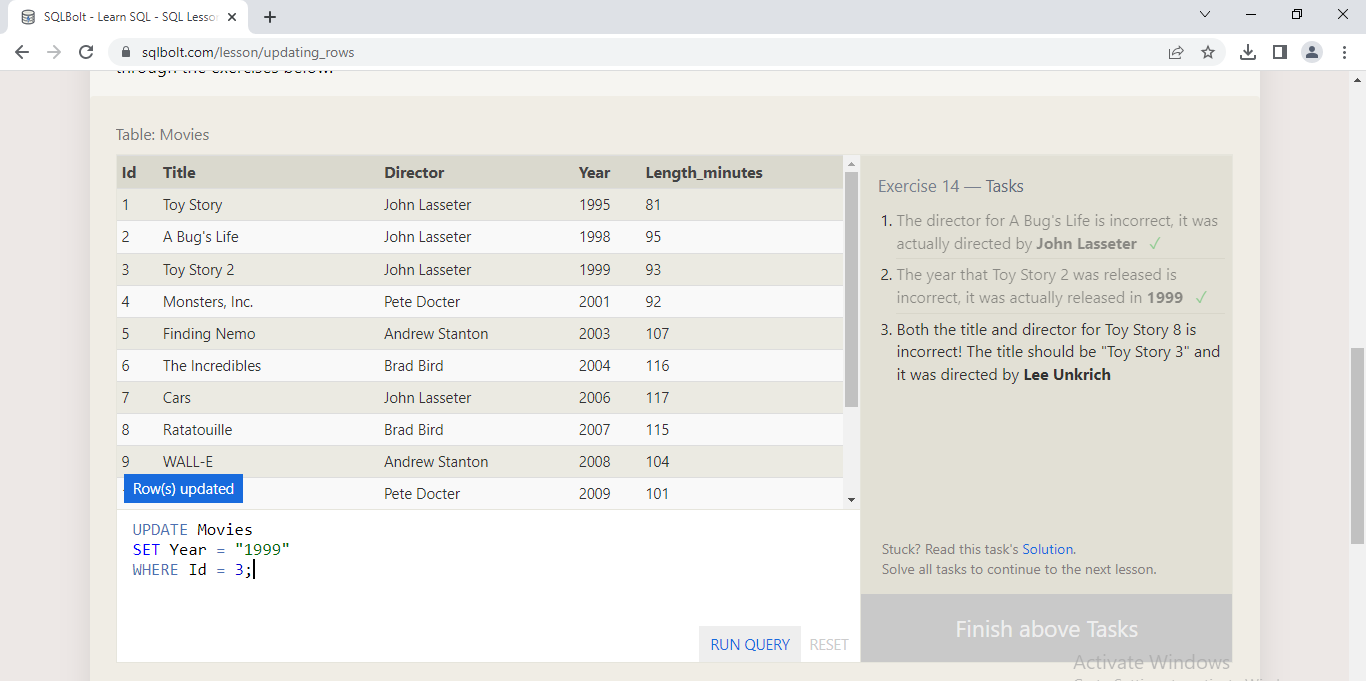 SQLBolt - Learn SQL - SQL Lesso
sqlbolt.com/lesson/updating_rows
through the exercises below.
Table: Movies
Id Title Director Year Length_minutes
1 Toy Story John Lasseter 1995 81
2 A Bug's Life John Lasseter 1998 95
3 Toy Story 2 John Lasseter 1999 93
4 Monsters, Inc. Pete Docter 2001 92
5 Finding Nemo Andrew Stanton 2003 107
6 The Incredibles Brad Bird 2004 116
7 Cars John Lasseter 2006 117
8 Ratatouille Brad Bird 2007 115
9 WALL-E Andrew Stanton 2008 104
Pete Docter 2009 101
Row(s) updated
UPDATE Movies
SET Year = "1999"
WHERE Id = 3;
RUN QUERY RESET
Exercise 14 — Tasks
1. The director for A Bug's Life is incorrect, it was
actually directed by John Lasseter ✓
2. The year that Toy Story 2 was released is
incorrect, it was actually released in 1999 ✓
3. Both the title and director for Toy Story 8 is
incorrect! The title should be "Toy Story 3" and
it was directed by Lee Unkrich
Stuck? Read this task's Solution.
Solve all tasks to continue to the next lesson.
Finish above Tasks
Activate Windows